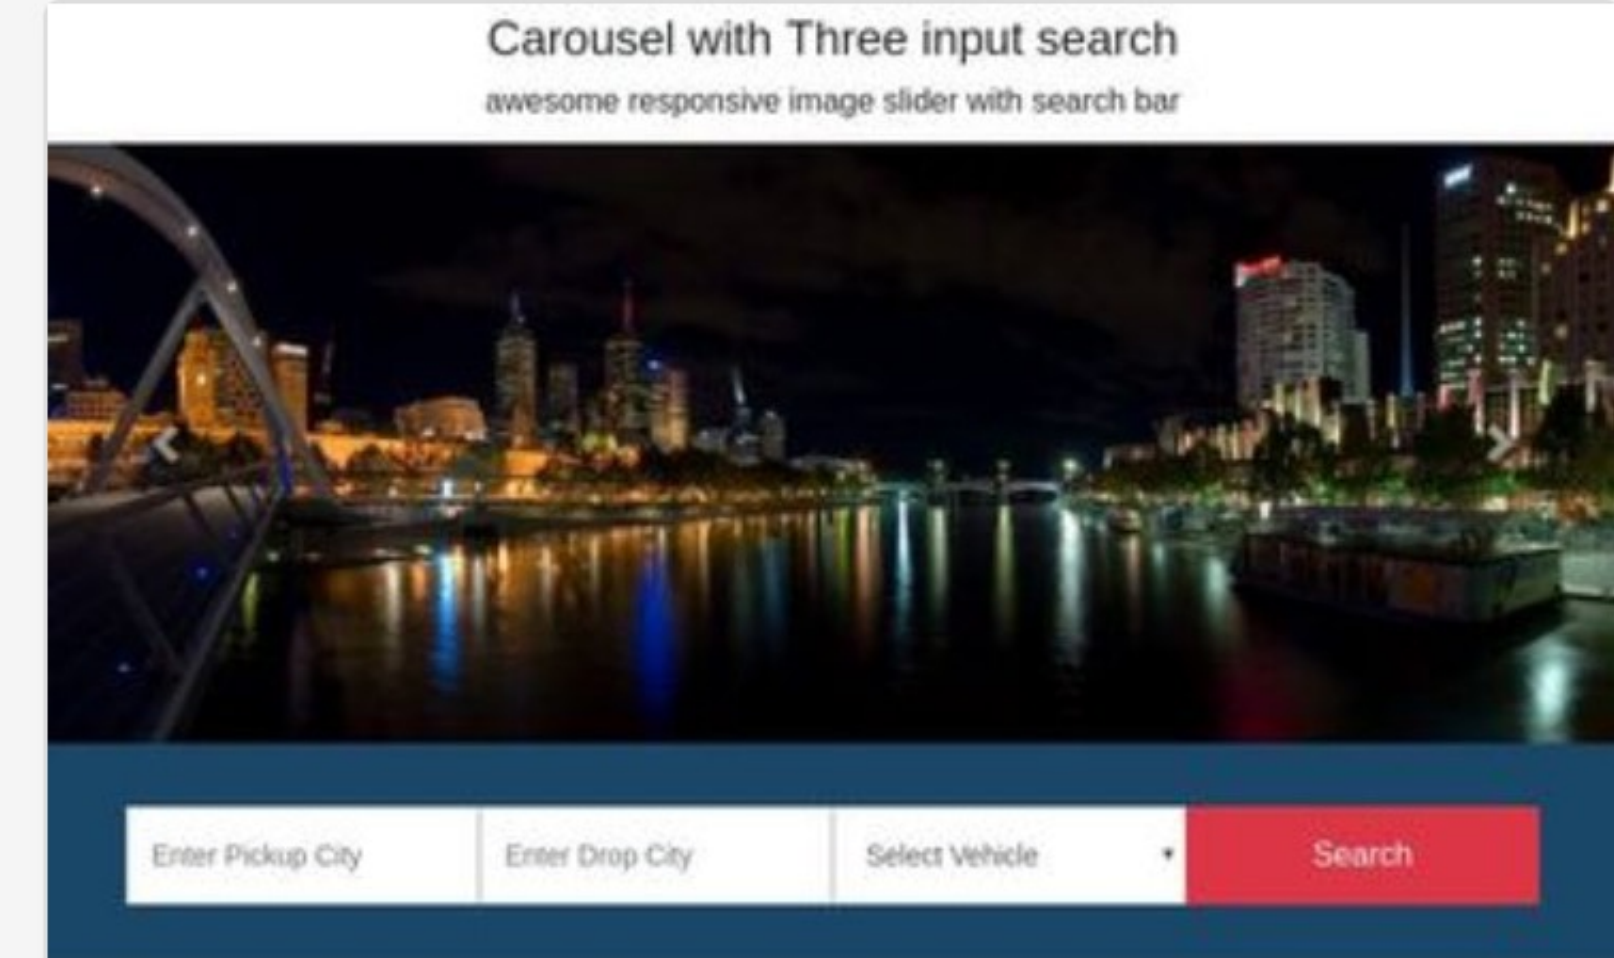 Carousel with Three input search
awesome responsive image slider with search bar
Enter Pickup City
Enter Drop City
Select Vehicle
Search